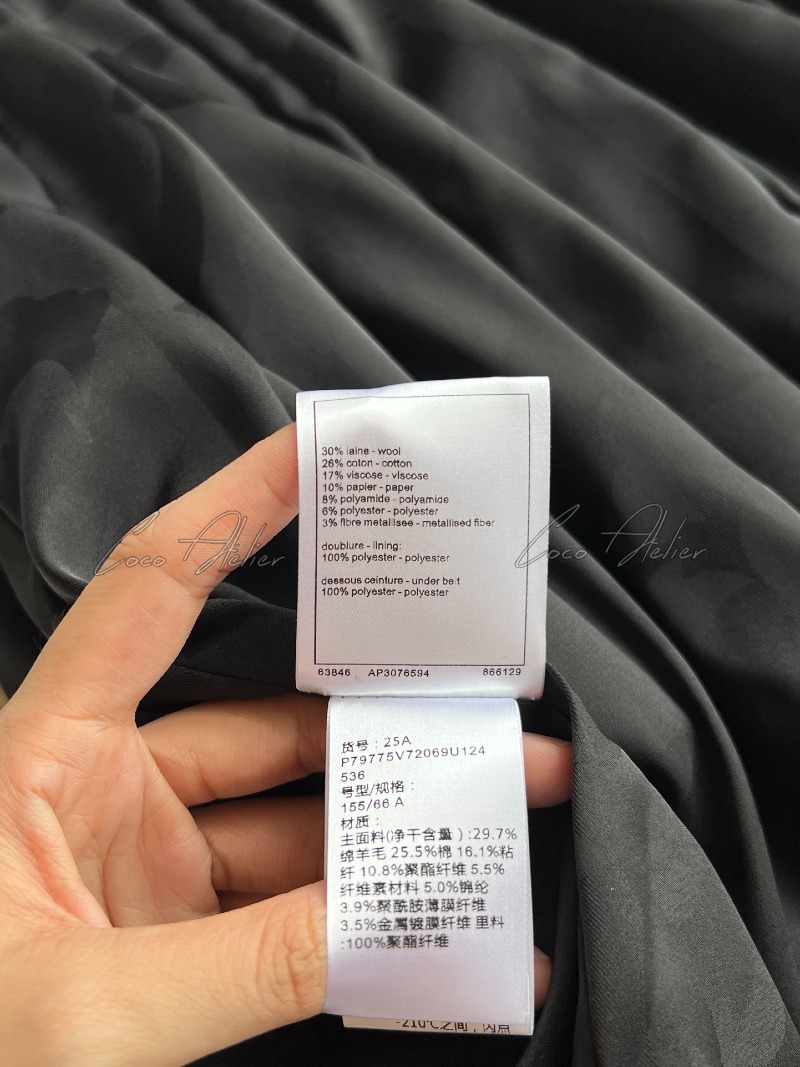 30% laine - wool
26% coton - cotton
17% viscose - viscose
10% papier - paper
8% polyamide - polyamide
6% polyester - polyester
3% fibre metallisee - metallised fiber
doublure - lining:
100% polyester - polyester
dessous ceinture - under belt
100% polyester - polyester
63846 AP3076594 866129
Coco Atelier
Coco Atelier
货号：25A
P79775V72069U124
536
号型/规格：
155/66 A
材质：
主面料(净干含量）:29.7%
绵羊毛 25.5%棉 16.1%粘
纤 10.8%聚酯纤维 5.5%
纤维素材料 5.0%锦纶
3.9%聚酰胺薄膜纤维
3.5%金属镀膜纤维 里料
:100%聚酯纤维
-210℃之间，闪点